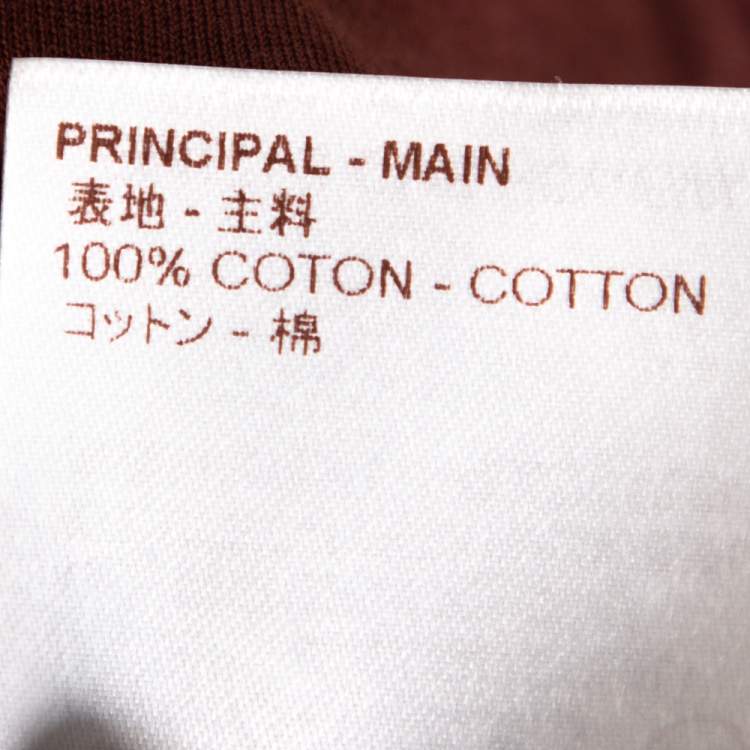 PRINCIPAL - MAIN
表地 - 主料
100% COTON - COTTON
コットン - 棉